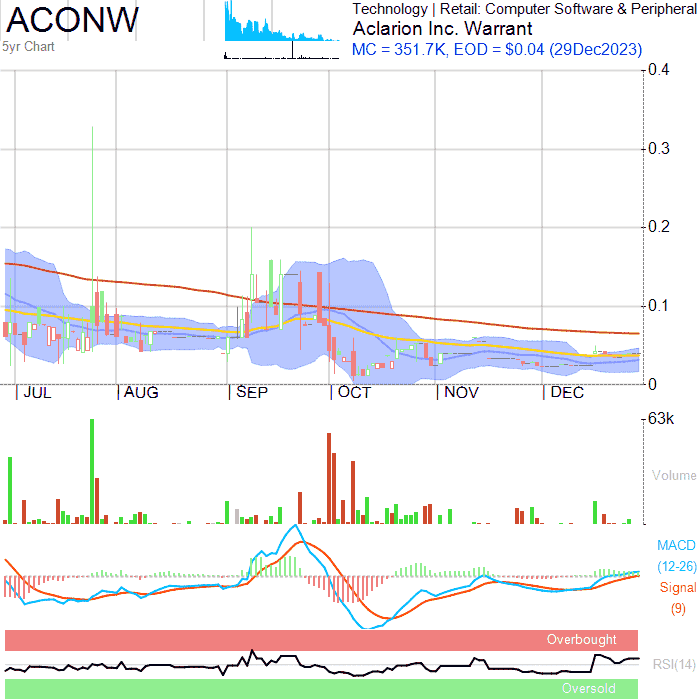 ACONW
5yr Chart
Technology | Retail: Computer Software & Peripheral
Aclarion Inc. Warrant
MC = 351.7K, EOD = $0.04 (29Dec2023)
0.4
0.3
0.2
0.1
0
JUL AUG SEP OCT NOV DEC
63k
Volume
MACD
(12-26)
Signal
(9)
Overbought
RSI(14)
Oversold